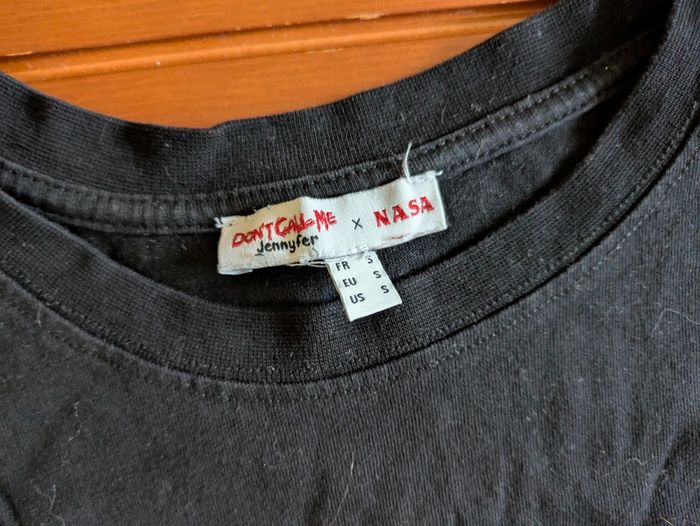 DON'T CALL ME
Jennyfer x NASA
FR S
EU S
US S